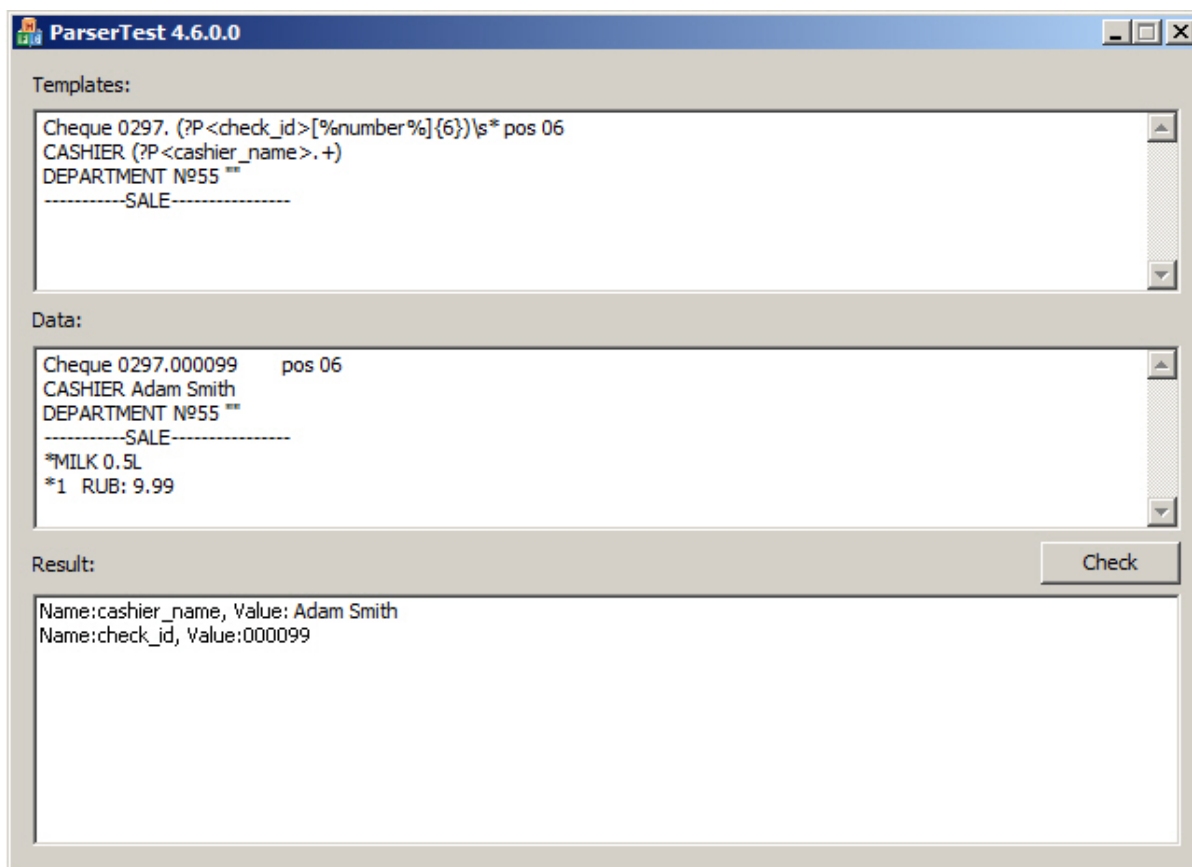 ParserTest 4.6.0.0
Templates:
Cheque 0297. (?P<check_id>[%number%]{6})\s* pos 06
CASHIER (?P<cashier_name>.+)
DEPARTMENT №55 ""
-----------SALE----------------
Data:
Cheque 0297.000099 pos 06
CASHIER Adam Smith
DEPARTMENT №55 ""
-----------SALE----------------
*MILK 0.5L
*1 RUB: 9.99
Result:
Check
Name:cashier_name, Value: Adam Smith
Name:check_id, Value:000099